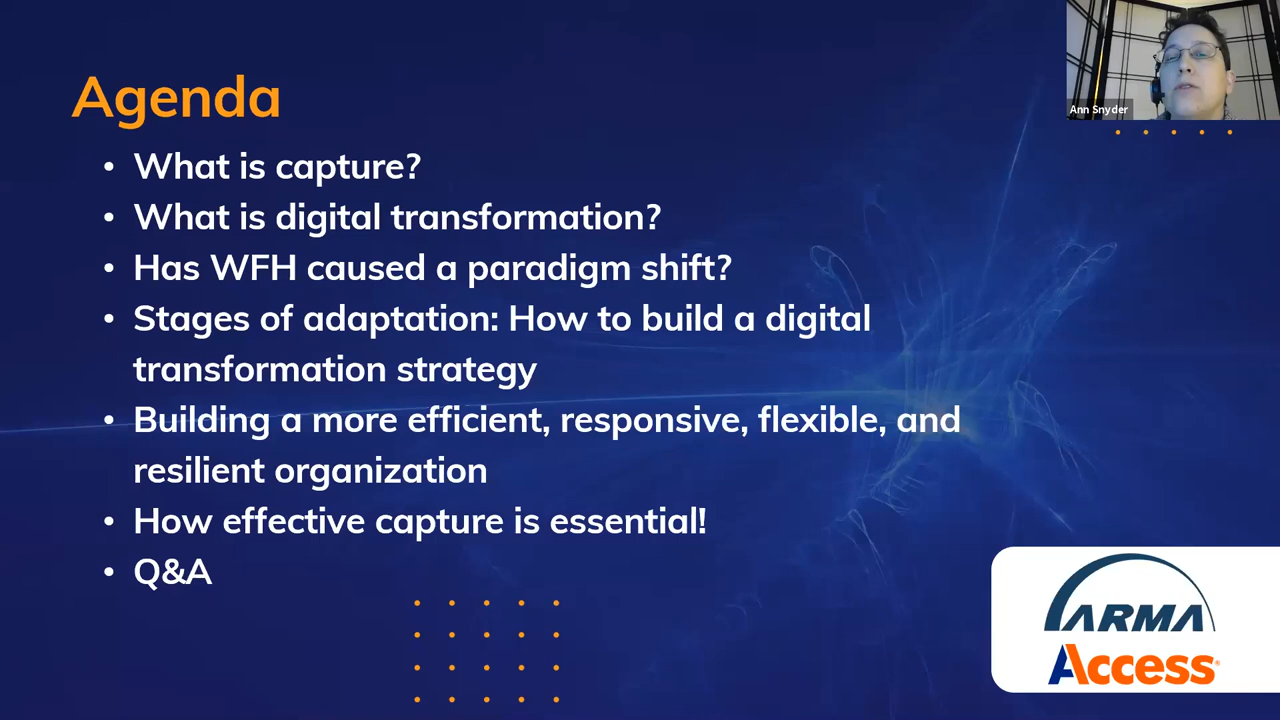 Agenda
• What is capture?
• What is digital transformation?
• Has WFH caused a paradigm shift?
• Stages of adaptation: How to build a digital
transformation strategy
• Building a more efficient, responsive, flexible, and
resilient organization
• How effective capture is essential!
• Q&A
Ann Snyder
ARMA
Access®